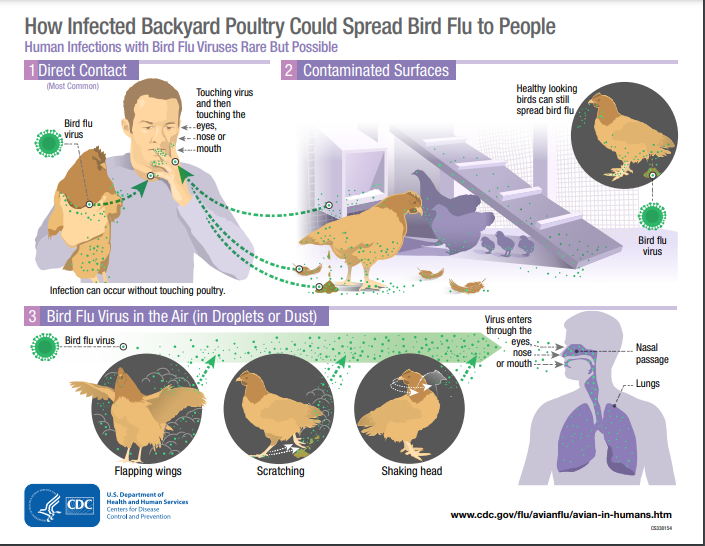 How Infected Backyard Poultry Could Spread Bird Flu to People
Human Infections with Bird Flu Viruses Rare But Possible
1 Direct Contact
(Most Common)
Bird flu
virus
Touching virus
and then
touching the
eyes,
nose or
mouth
Infection can occur without touching poultry.
2 Contaminated Surfaces
Healthy looking
birds can still
spread bird flu
Bird flu
virus
3 Bird Flu Virus in the Air (in Droplets or Dust)
Bird flu virus
Flapping wings
Scratching
Shaking head
Virus enters
through the
eyes,
nose
or mouth
Nasal
passage
Lungs
CDC
U.S. Department of
Health and Human Services
Centers for Disease
Control and Prevention
www.cdc.gov/flu/avianflu/avian-in-humans.htm
CS330154